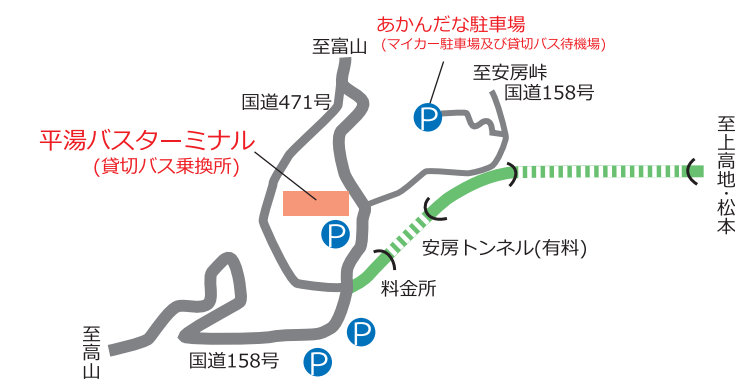 あかんだな駐車場
(マイカー駐車場及び貸切バス待機場)
至富山
至安房峠
国道158号
国道471号
P
平湯バスターミナル
(貸切バス乗換所)
至上高地・松本
P
安房トンネル(有料)
料金所
至高山
国道158号
P
P